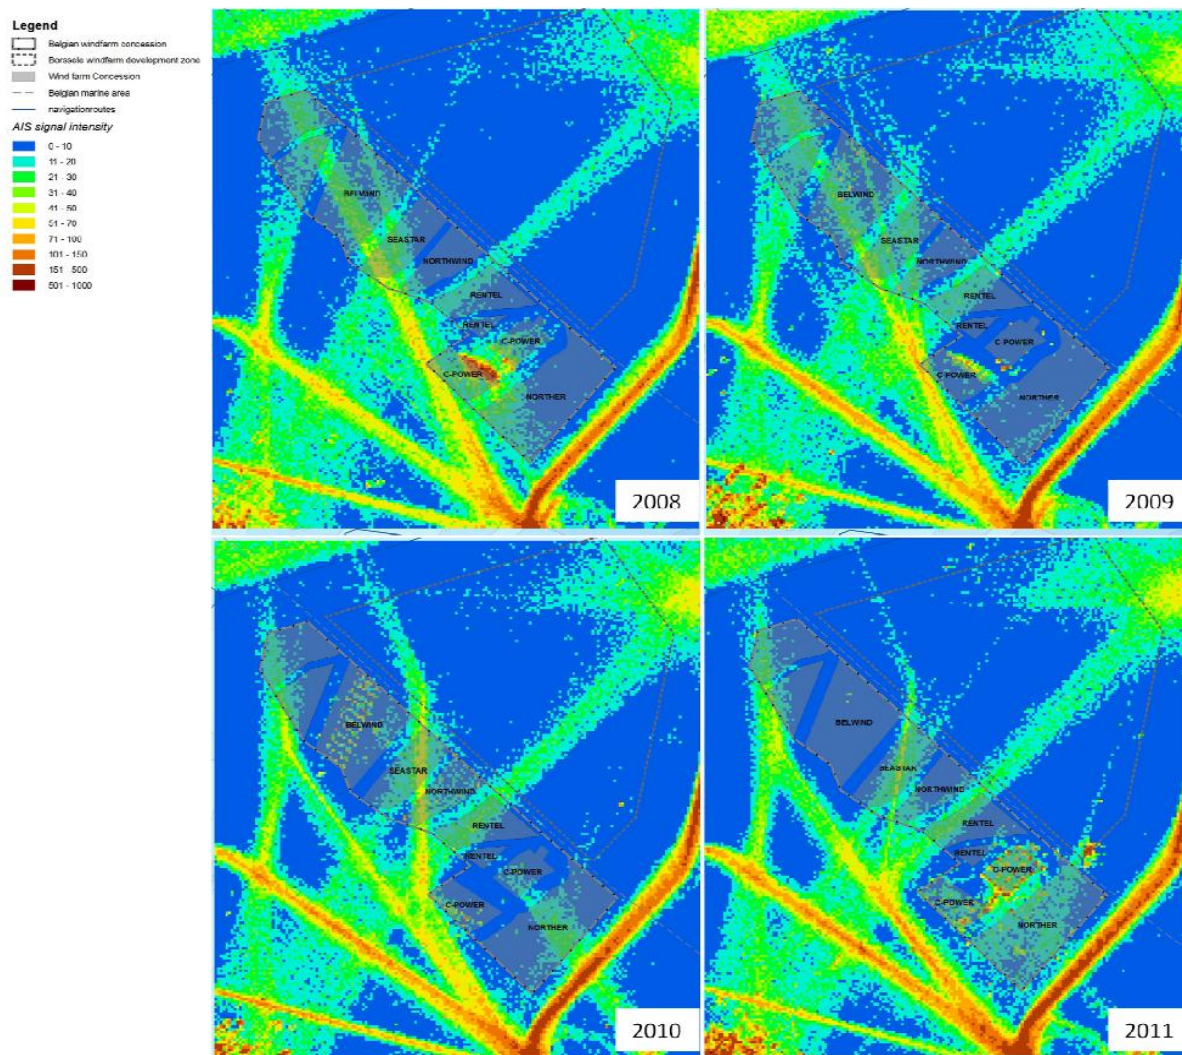 Legend
Belgian windfarm concession
Borssele windfarm development zone
Wind farm Concession
Belgian marine area
navigationroutes
AIS signal intensity
0 - 10
11 - 20
21 - 30
31 - 40
41 - 50
51 - 70
71 - 100
101 - 150
151 - 500
501 - 1000
BELWIND
SEASTAR
NORTHWIND
RENTEL
RENTEL
C-POWER
C-POWER
NORTHER
2008
BELWIND
SEASTAR
NORTHWIND
RENTEL
RENTEL
C-POWER
C-POWER
NORTHER
2009
BELWIND
SEASTAR
NORTHWIND
RENTEL
RENTEL
C-POWER
C-POWER
NORTHER
2010
BELWIND
SEASTAR
NORTHWIND
RENTEL
RENTEL
C-POWER
C-POWER
NORTHER
2011